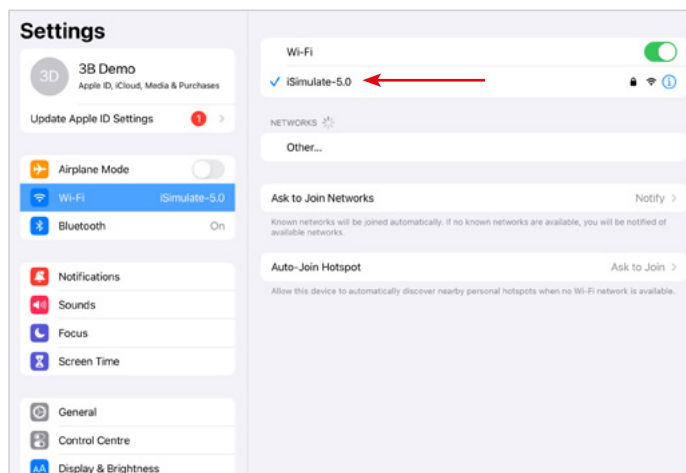 Settings
3D
3B Demo
Apple ID, iCloud, Media & Purchases
Update Apple ID Settings 1
Airplane Mode
Wi-Fi iSimulate-5.0
Bluetooth On
Notifications
Sounds
Focus
Screen Time
General
Control Centre
AA Display & Brightness
Wi-Fi
iSimulate-5.0
NETWORKS
Other...
Ask to Join Networks Notify
Known networks will be joined automatically. If no known networks are available, you will be notified of
available networks.
Auto-Join Hotspot Ask to Join
Allow this device to automatically discover nearby personal hotspots when no Wi-Fi network is available.